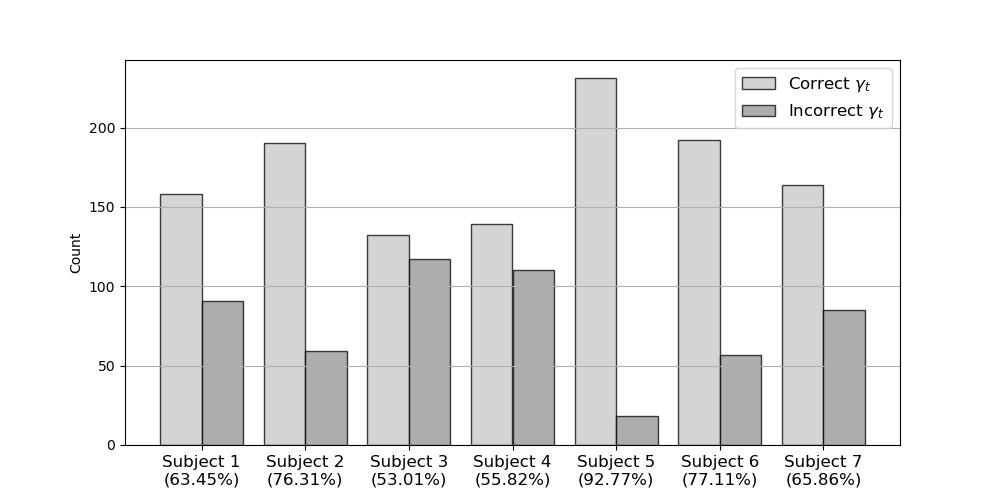 Correct γt
Incorrect γt
Count
200
150
100
50
0
Subject 1 Subject 2 Subject 3 Subject 4 Subject 5 Subject 6 Subject 7
(63.45%) (76.31%) (53.01%) (55.82%) (92.77%) (77.11%) (65.86%)